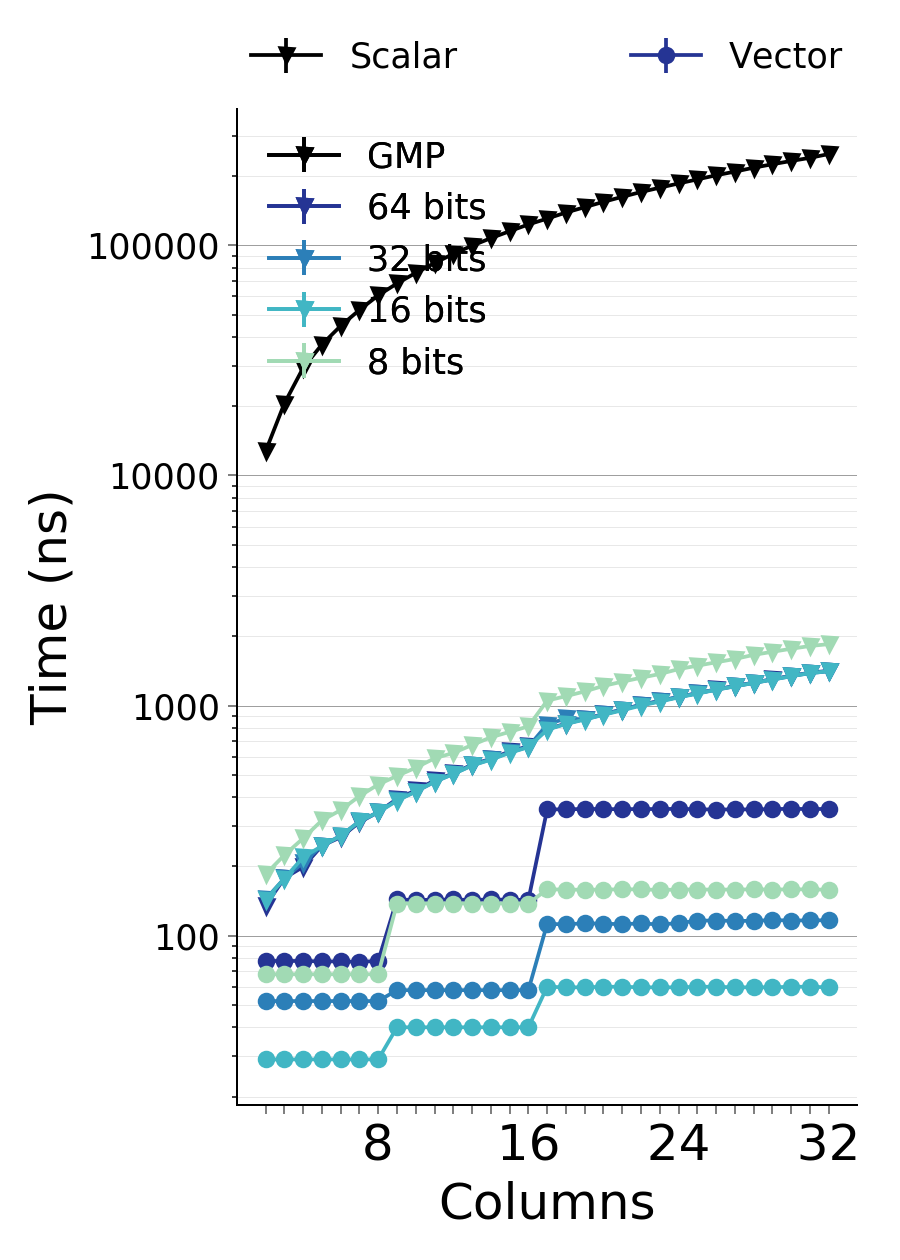 Scalar Vector
GMP
64 bits
32 bits
16 bits
8 bits
100000
10000
1000
100
Time (ns)
8 16 24 32
Columns